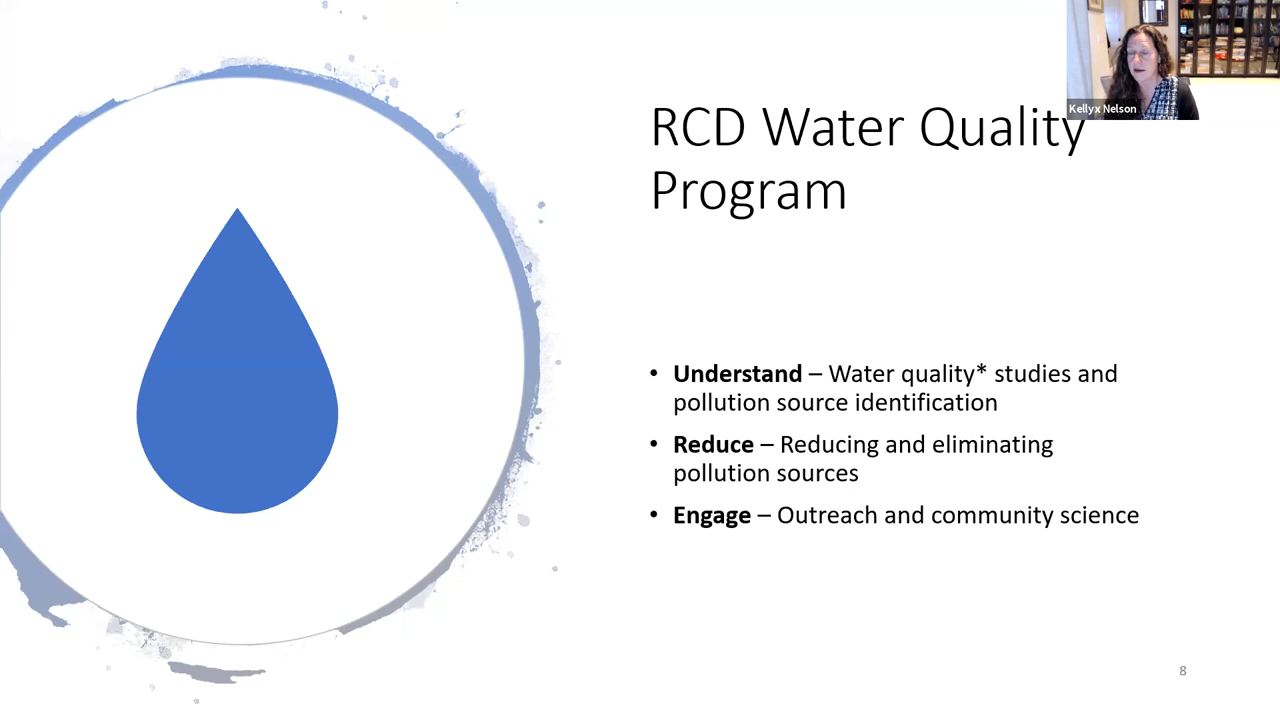 Kellyx Nelson
RCD Water Quality
Program
• Understand – Water quality* studies and
pollution source identification
• Reduce – Reducing and eliminating
pollution sources
• Engage – Outreach and community science
8